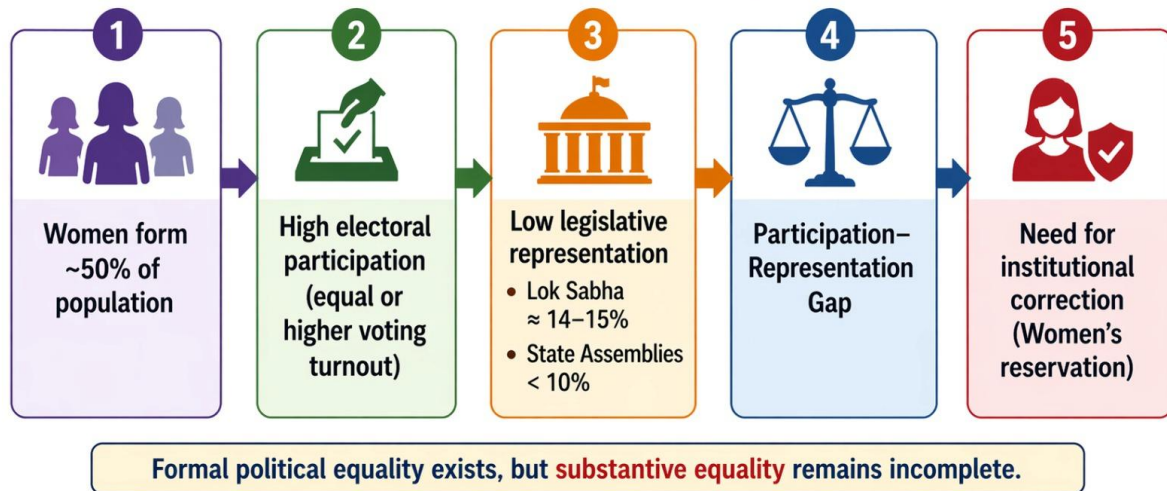 1
Women form
~50% of
population
2
High electoral
participation
(equal or
higher voting
turnout)
3
Low legislative
representation
• Lok Sabha
≈ 14–15%
• State Assemblies
< 10%
4
Participation–
Representation
Gap
5
Need for
institutional
correction
(Women's
reservation)
Formal political equality exists, but substantive equality remains incomplete.